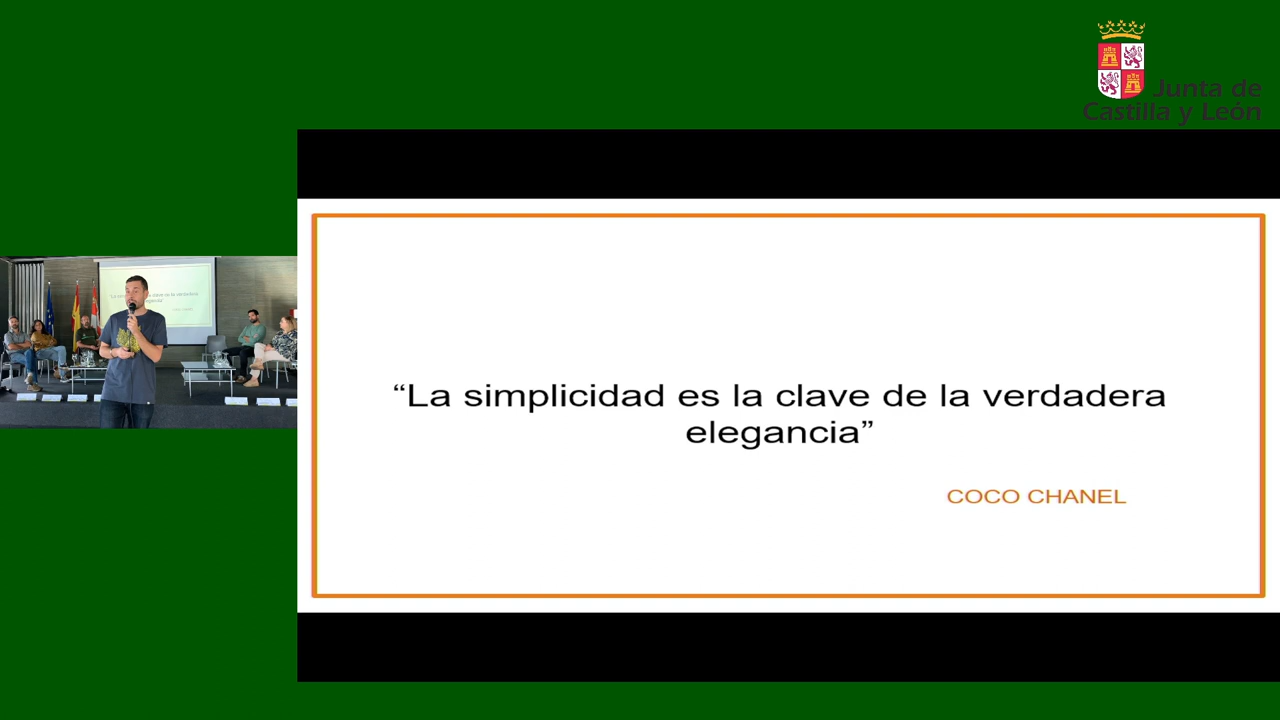 Junta de
Castilla y León
“La simplicidad es la clave de la verdadera
elegancia”
COCO CHANEL